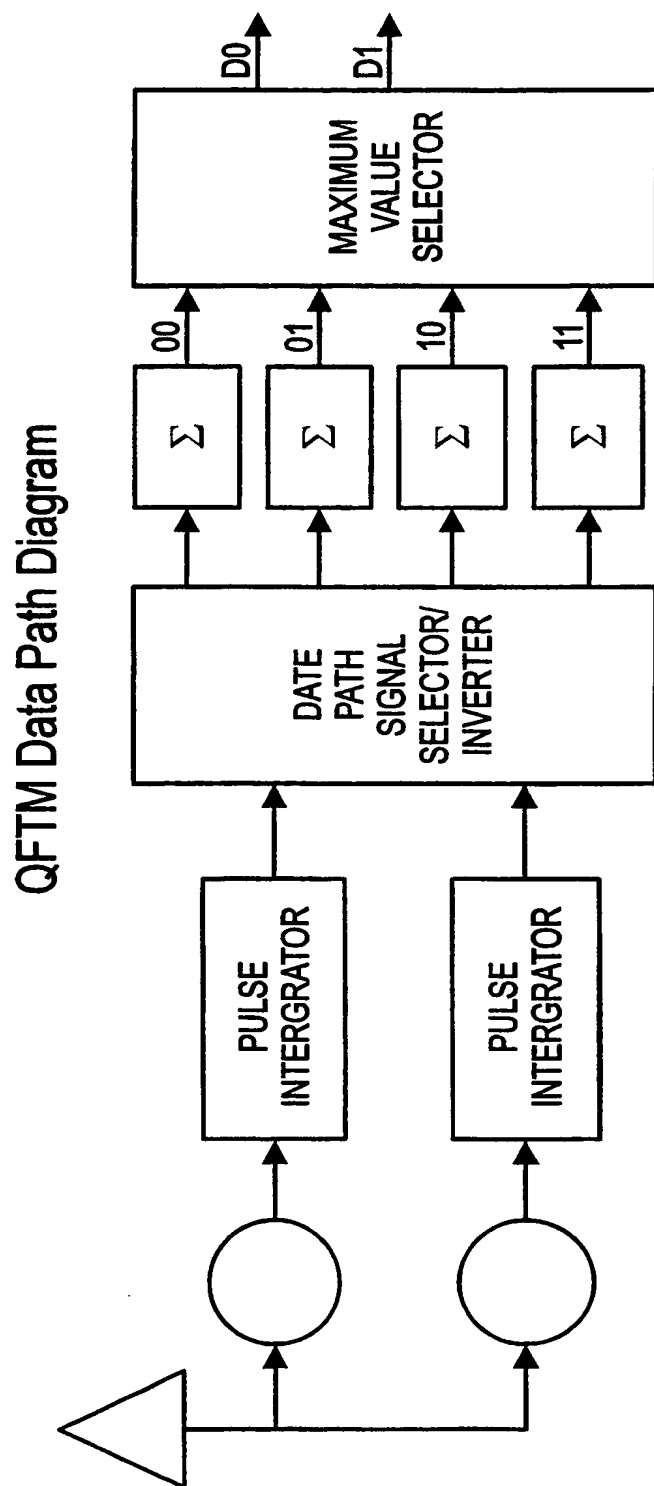 QFTM Data Path Diagram
PULSE
INTERGRATOR
PULSE
INTERGRATOR
DATE
PATH
SIGNAL
SELECTOR/
INVERTER
Σ
Σ
Σ
Σ
00
01
10
11
MAXIMUM
VALUE
SELECTOR
D0
D1